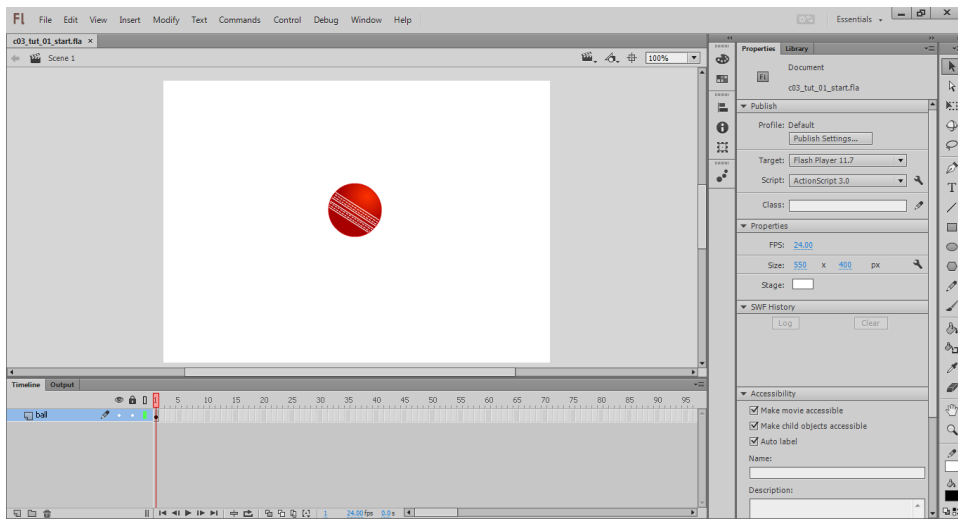 Fl File Edit View Insert Modify Text Commands Control Debug Window Help Essentials
c03_tut_01_start.fla ×
Scene 1 100%
Properties Library
Fl Document
c03_tut_01_start.fla
Publish
Profile: Default
Publish Settings...
Target: Flash Player 11.7
Script: ActionScript 3.0
Class:
Properties
FPS: 24.00
Size: 550 x 400 px
Stage:
SWF History
Log Clear
Accessibility
Make movie accessible
Make child objects accessible
Auto label
Name:
Description:
Timeline Output
1 5 10 15 20 25 30 35 40 45 50 55 60 65 70 75 80 85 90 95
ball
1 24.00 fps 0.0 s
T